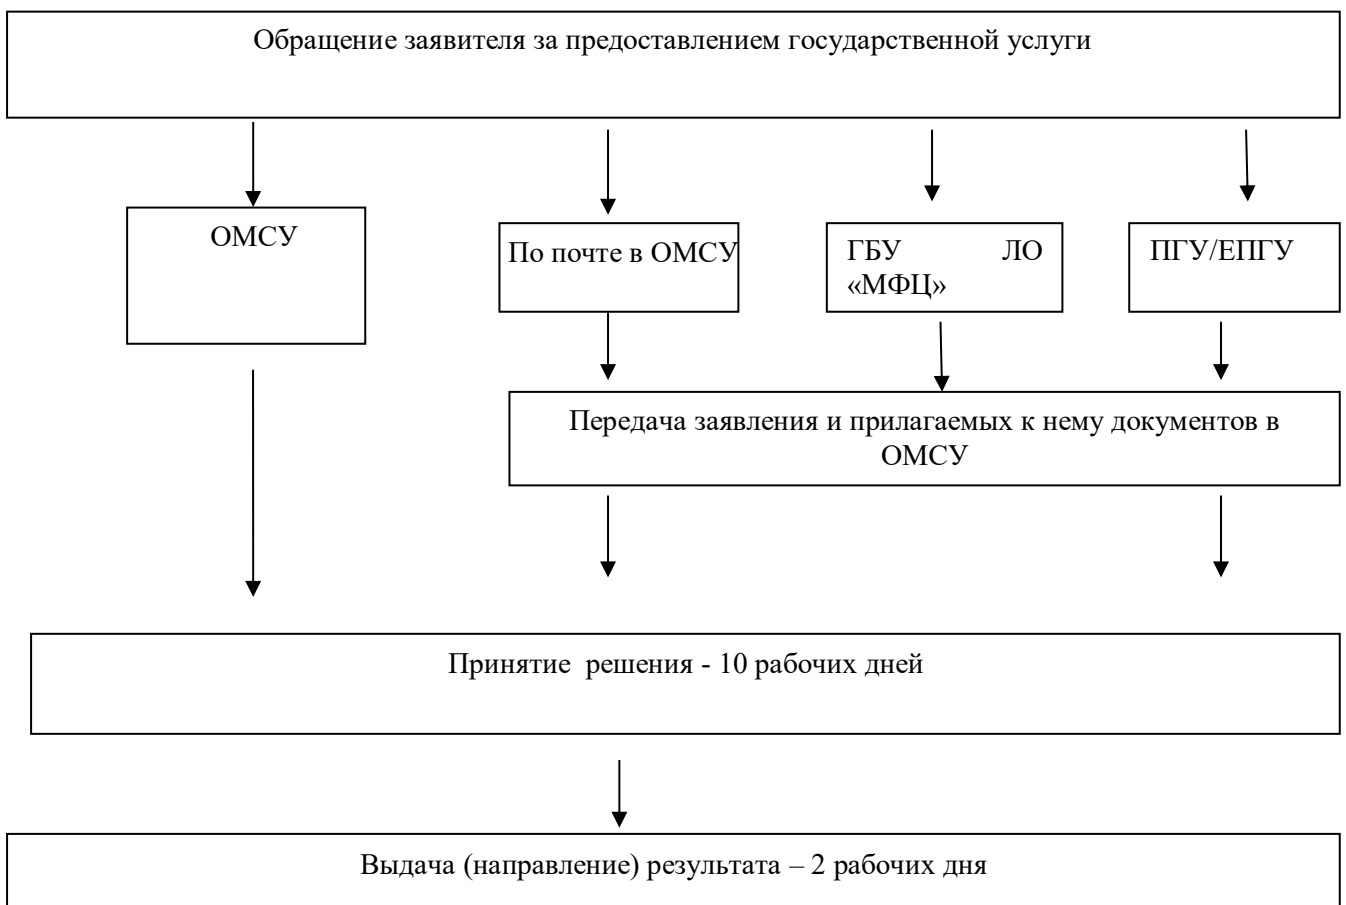 Обращение заявителя за предоставлением государственной услуги
ОМСУ
По почте в ОМСУ
ГБУ ЛО
«МФЦ»
ПГУ/ЕПГУ
Передача заявления и прилагаемых к нему документов в
ОМСУ
Принятие решения - 10 рабочих дней
Выдача (направление) результата – 2 рабочих дня